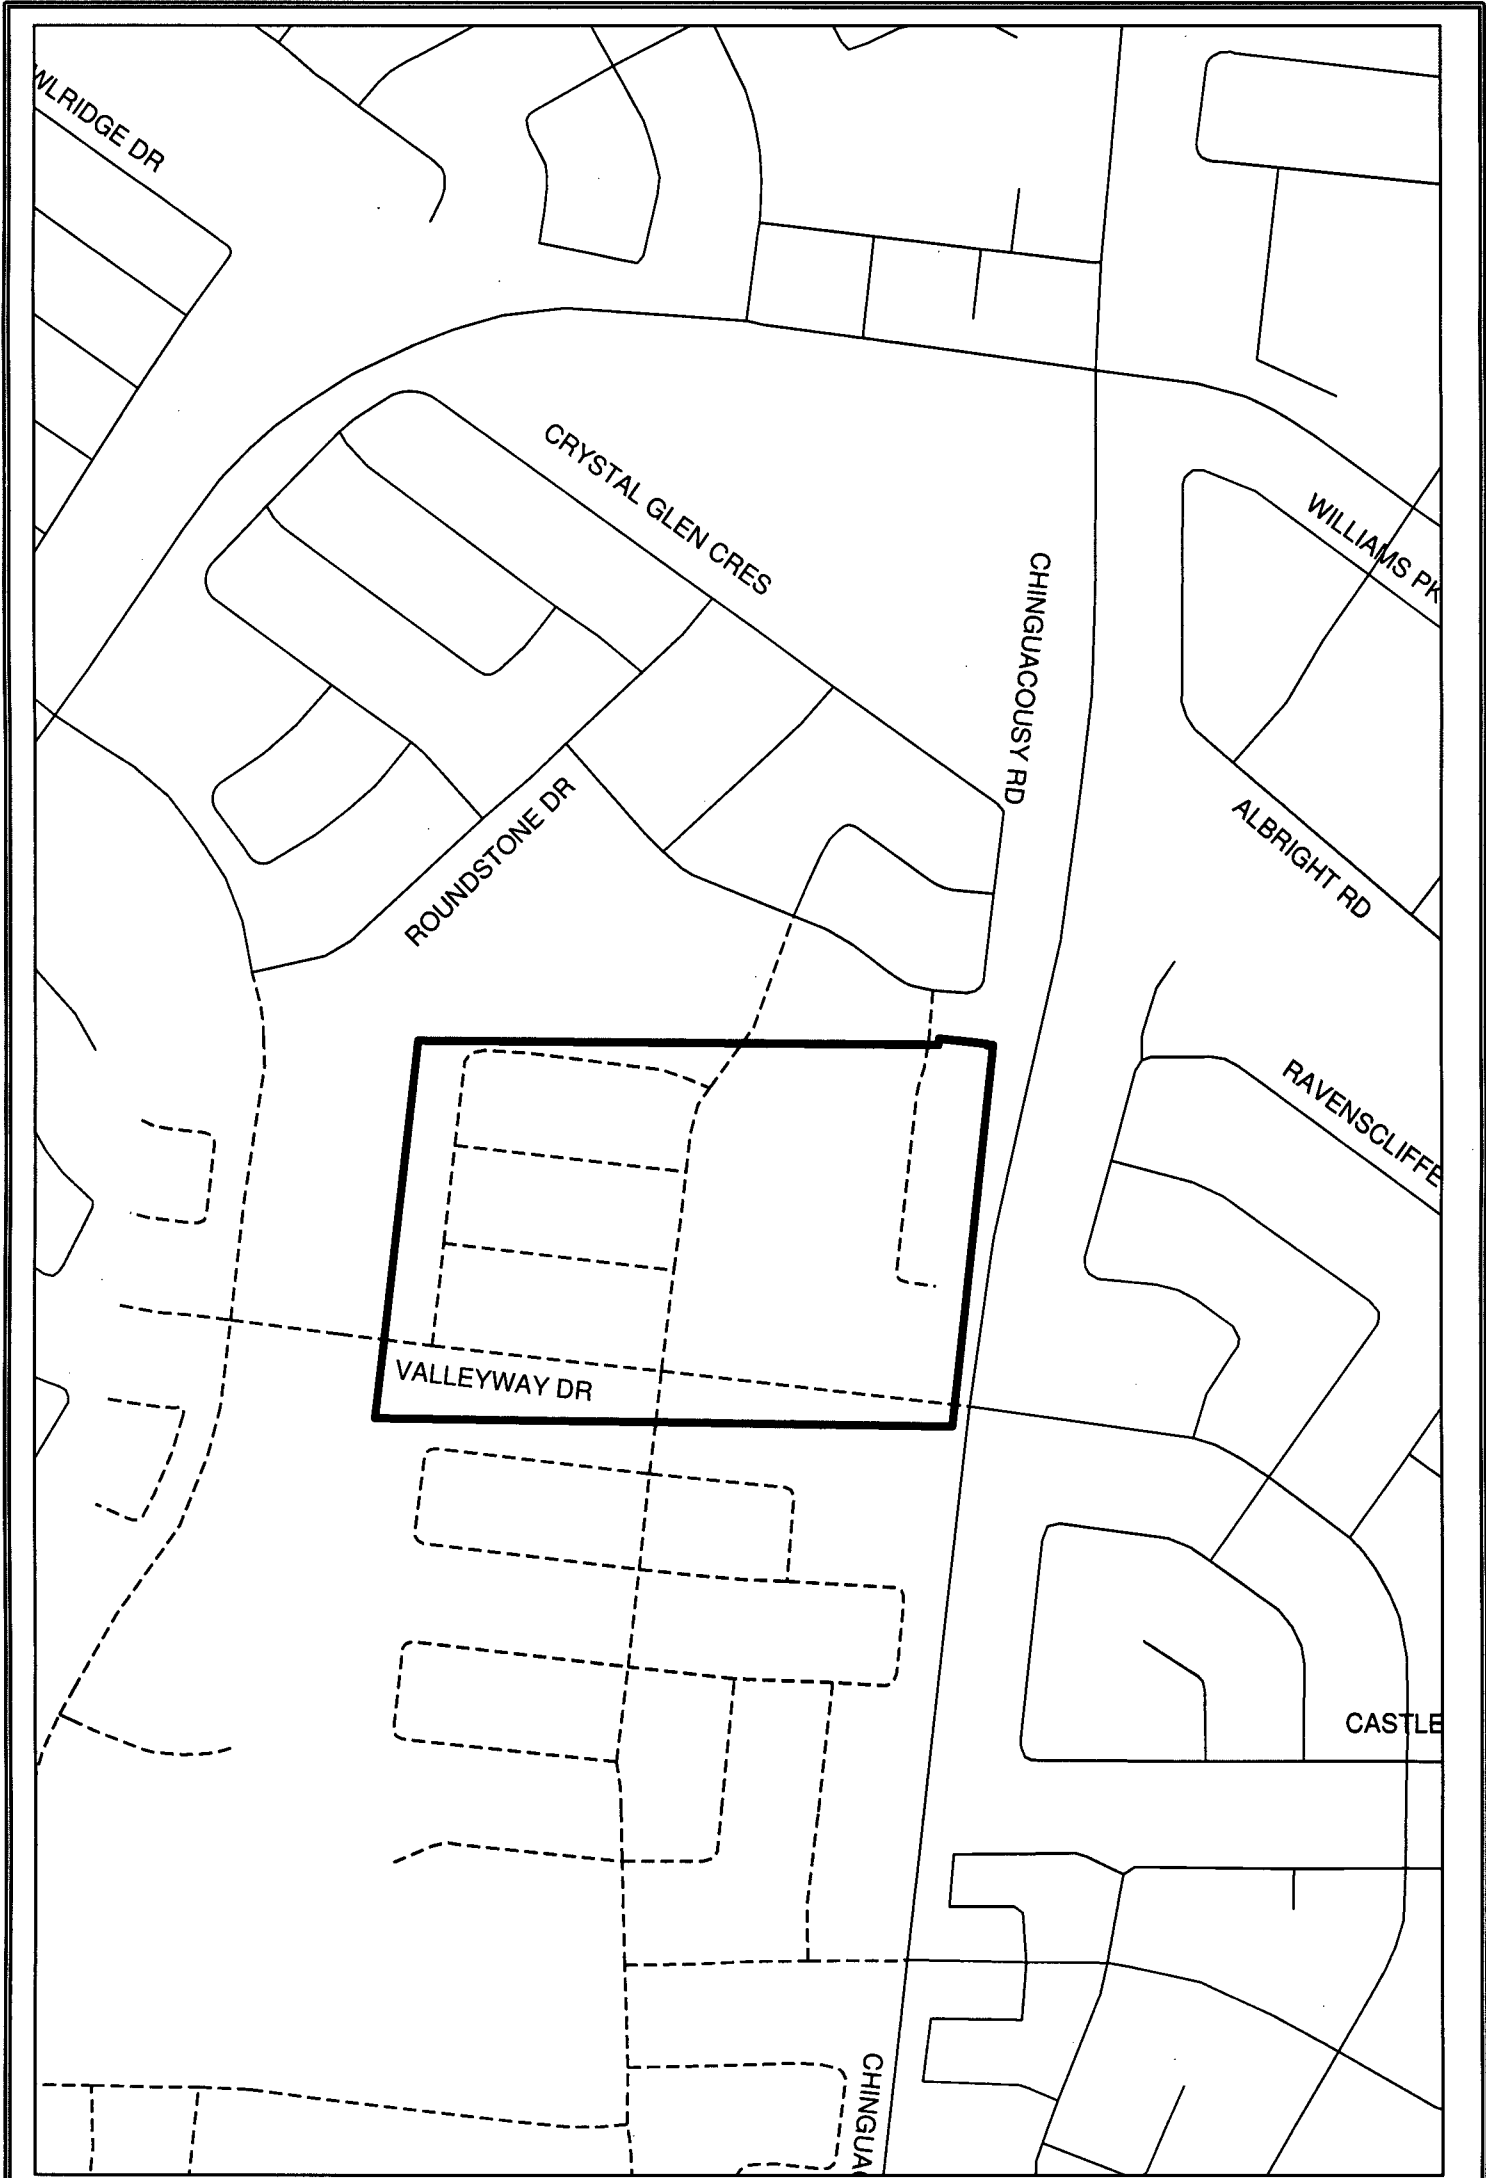 WLRIDGE DR
CRYSTAL GLEN CRES
WILLIAMS PK
CHINGUACOUSY RD
ROUNDSTONE DR
ALBRIGHT RD
RAVENSCLIFFE
VALLEYWAY DR
CASTLE
CHINGUA